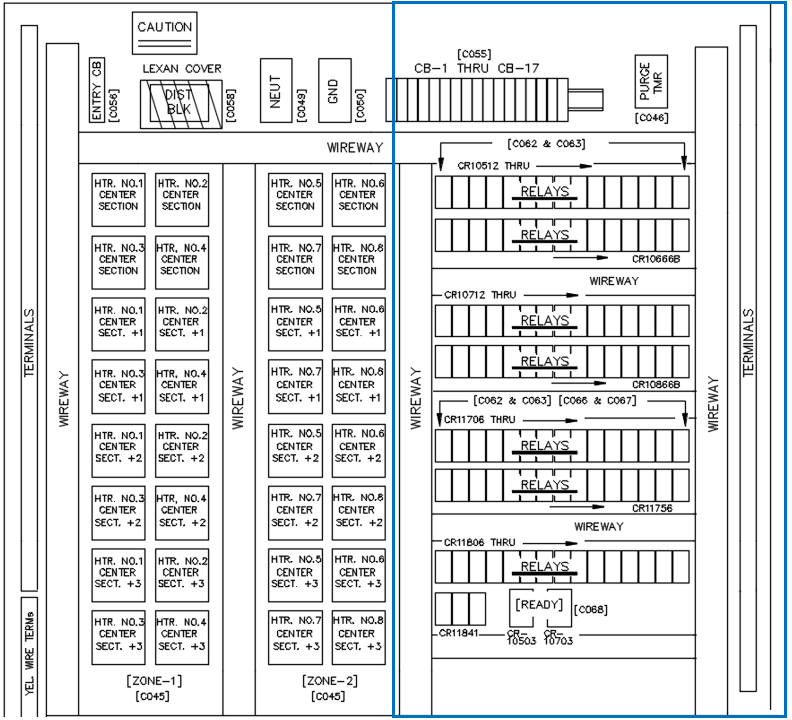 CAUTION
ENTRY CB
[C056]
LEXAN COVER
DIST
BLK
[C058]
NEUT
[C049]
GND
[C050]
[C055]
CB-1 THRU CB-17
PURGE
TMR
[C046]
WIREWAY
[C062 & C063]
CR10512 THRU
RELAYS
RELAYS
CR10666B
WIREWAY
CR10712 THRU
RELAYS
RELAYS
CR10866B
[C062 & C063] [C066 & C067]
CR11706 THRU
RELAYS
RELAYS
CR11756
WIREWAY
CR11806 THRU
RELAYS
[READY]
[C068]
CR11841
CR-
10503
CR-
10703
TERMINALS
WIREWAY
WIREWAY
WIREWAY
WIREWAY
TERMINALS
YEL WIRE TERMs
HTR. NO.1
CENTER
SECTION
HTR. NO.2
CENTER
SECTION
HTR. NO.5
CENTER
SECTION
HTR. NO.6
CENTER
SECTION
HTR. NO.3
CENTER
SECTION
HTR, NO.4
CENTER
SECTION
HTR. NO.7
CENTER
SECTION
HTR. NO.8
CENTER
SECTION
HTR. NO.1
CENTER
SECT. +1
HTR. NO.2
CENTER
SECT. +1
HTR. NO.5
CENTER
SECT. +1
HTR. NO.6
CENTER
SECT. +1
HTR. NO.3
CENTER
SECT. +1
HTR, NO.4
CENTER
SECT. +1
HTR. NO.7
CENTER
SECT. +1
HTR. NO.8
CENTER
SECT. +1
HTR. NO.1
CENTER
SECT. +2
HTR. NO.2
CENTER
SECT. +2
HTR. NO.5
CENTER
SECT. +2
HTR. NO.6
CENTER
SECT. +2
HTR. NO.3
CENTER
SECT. +2
HTR, NO.4
CENTER
SECT. +2
HTR. NO.7
CENTER
SECT. +2
HTR. NO.8
CENTER
SECT. +2
HTR. NO.1
CENTER
SECT. +3
HTR. NO.2
CENTER
SECT. +3
HTR. NO.5
CENTER
SECT. +3
HTR. NO.6
CENTER
SECT. +3
HTR. NO.3
CENTER
SECT. +3
HTR. NO.4
CENTER
SECT. +3
HTR. NO.7
CENTER
SECT. +3
HTR. NO.8
CENTER
SECT. +3
[ZONE-1]
[C045]
[ZONE-2]
[C045]